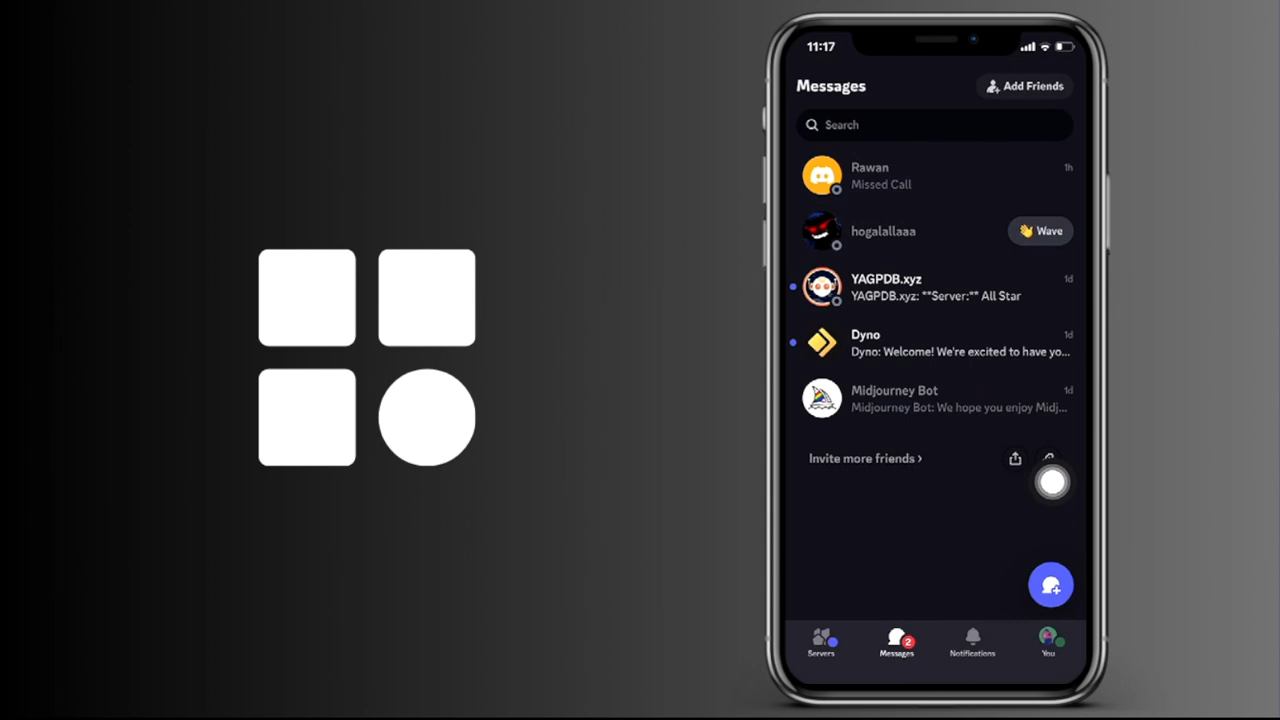 11:17
Messages
Add Friends
Search
Rawan
1h
Missed Call
hogalallaaa
👋 Wave
YAGPDB.xyz
1d
YAGPDB.xyz: **Server:** All Star
Dyno
1d
Dyno: Welcome! We're excited to have yo...
Midjourney Bot
1d
Midjourney Bot: We hope you enjoy Midj...
Invite more friends ›
2
Servers
Messages
Notifications
You